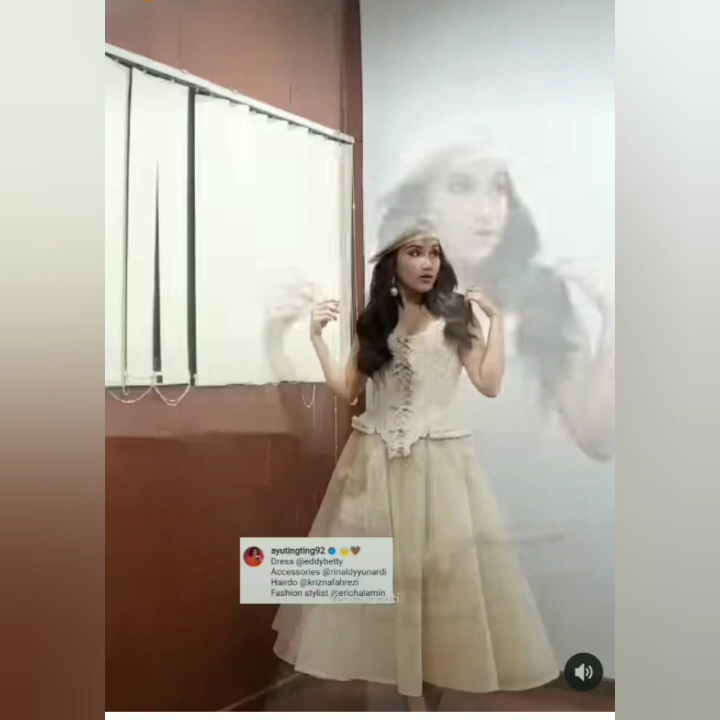 ayutingting92
Dress @eddybetty
Accessories @rinaldyyunardi
Hairdo @kriznafahrezi
Fashion stylist @erichalamin